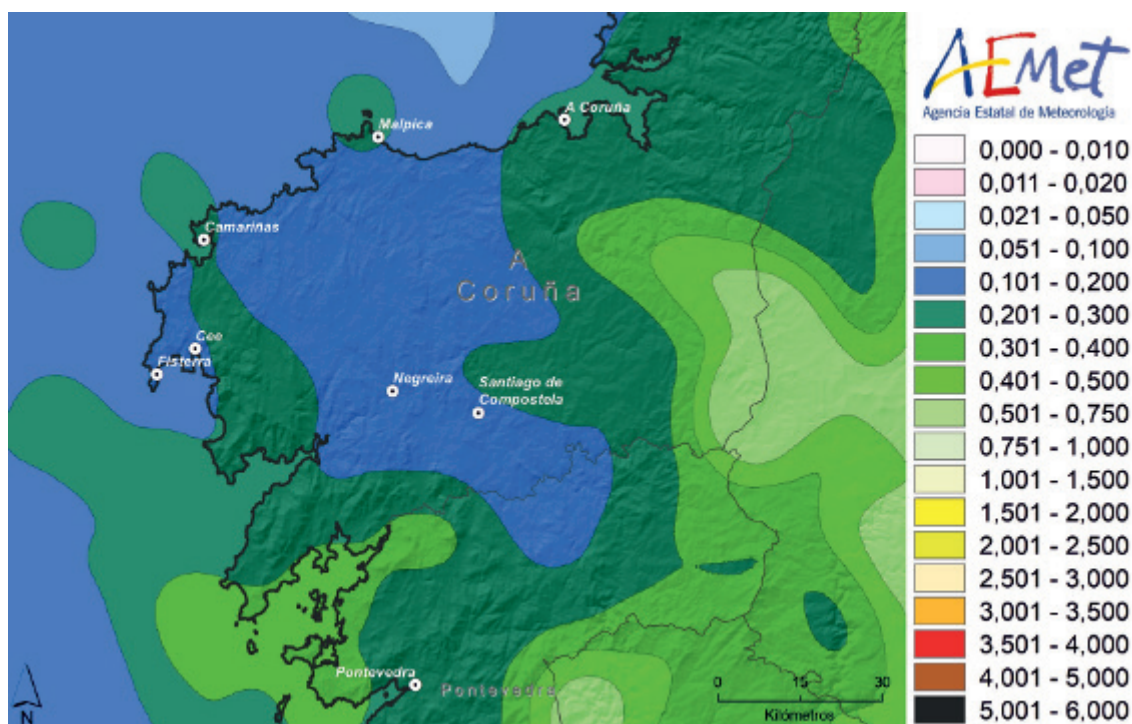 A Coruña
Malpica
Camariñas
A
Coruña
Cee
Fisterra
Negreira
Santiago de
Compostela
Pontevedra
Pontevedra
0 15 30
Kilómetros
N
AEMet
Agencia Estatal de Meteorología
0,000 - 0,010
0,011 - 0,020
0,021 - 0,050
0,051 - 0,100
0,101 - 0,200
0,201 - 0,300
0,301 - 0,400
0,401 - 0,500
0,501 - 0,750
0,751 - 1,000
1,001 - 1,500
1,501 - 2,000
2,001 - 2,500
2,501 - 3,000
3,001 - 3,500
3,501 - 4,000
4,001 - 5,000
5,001 - 6,000